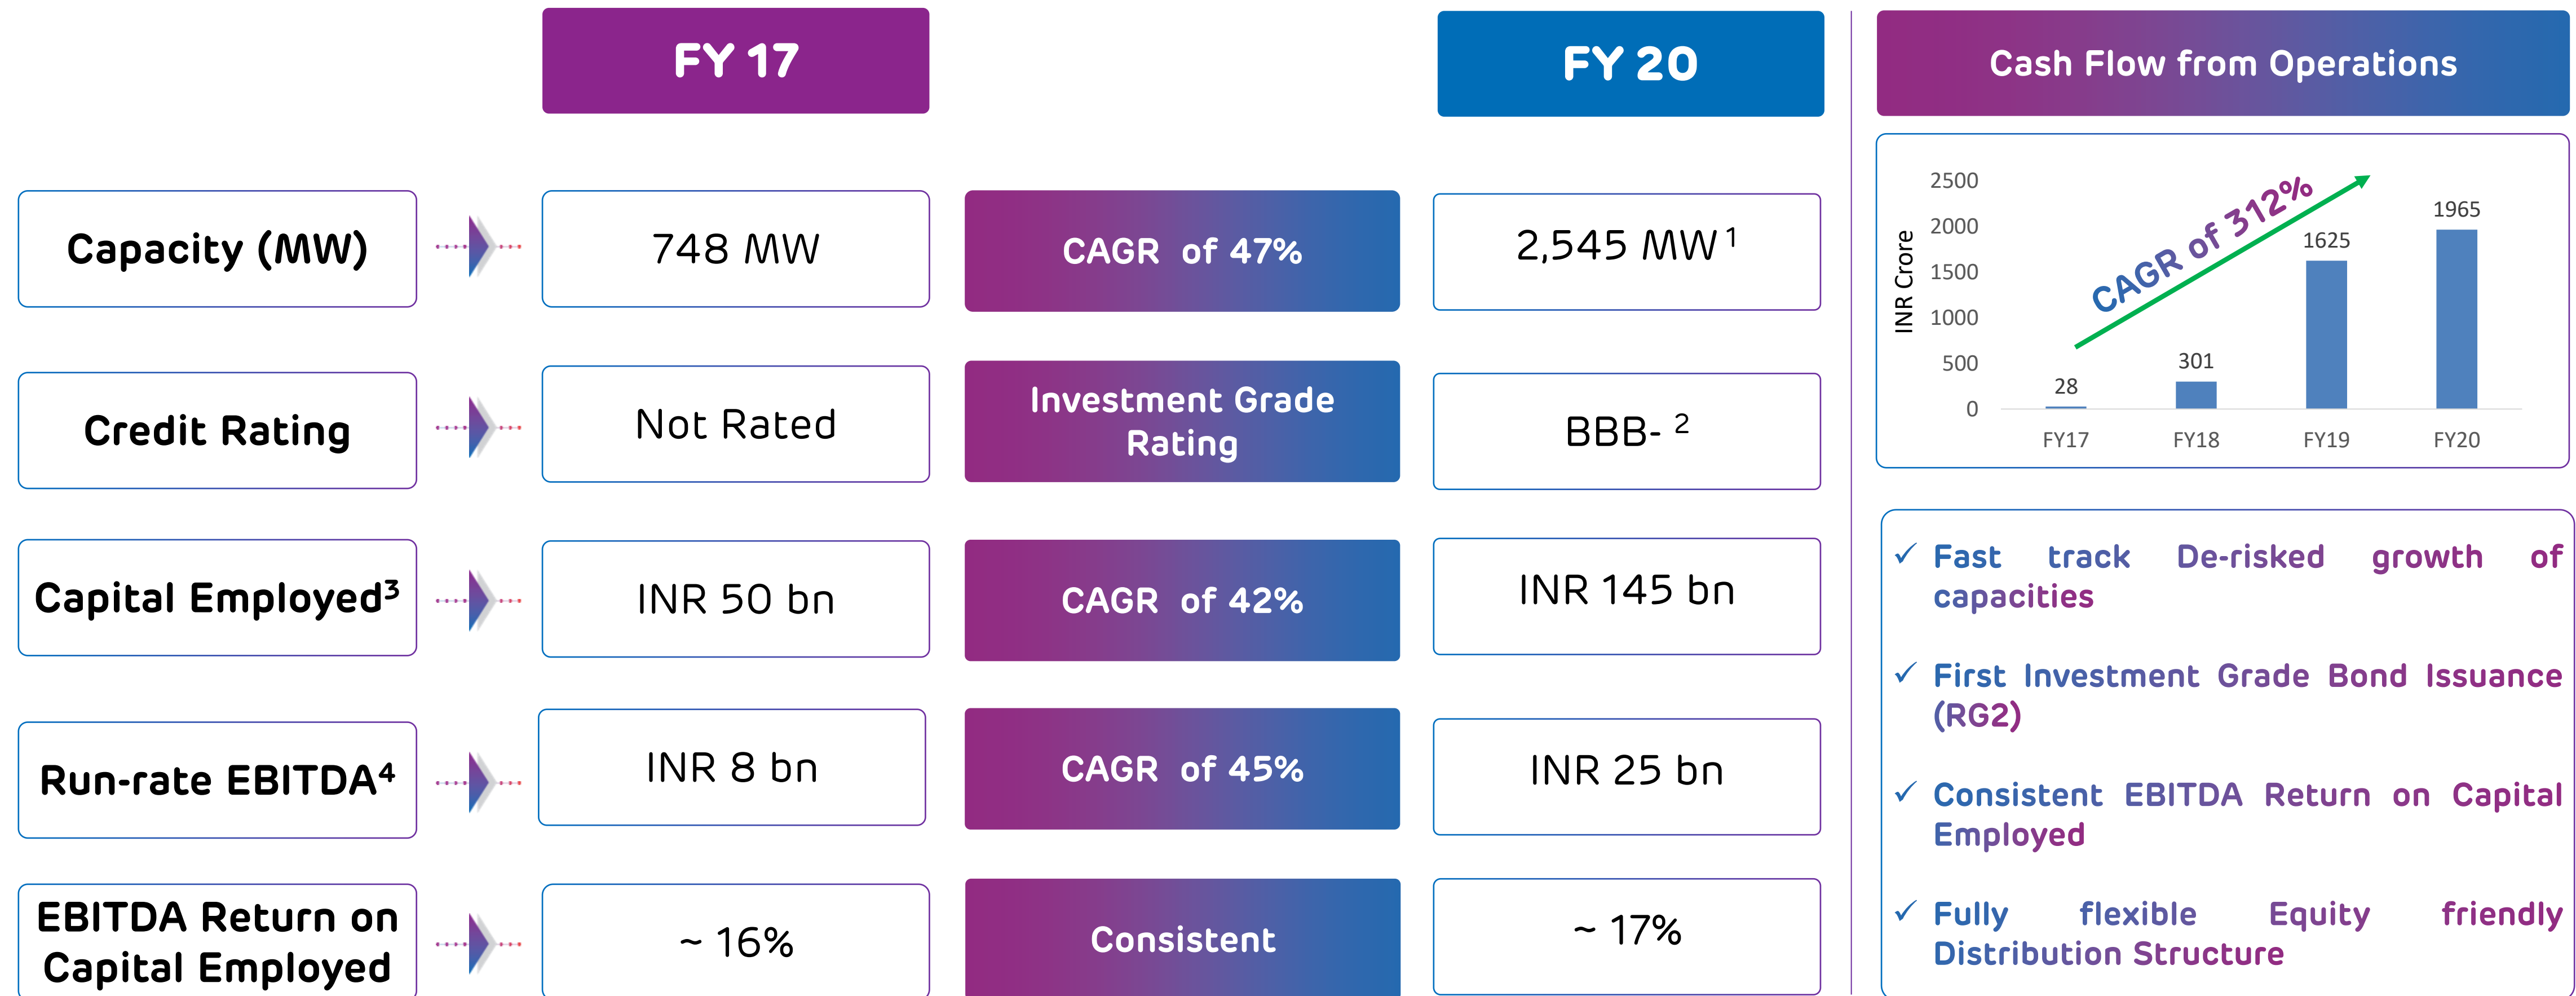 FY 17
FY 20
Capacity (MW)
748 MW
CAGR of 47%
2,545 MW 1
Credit Rating
Not Rated
Investment Grade
Rating
BBB- 2
Capital Employed3
INR 50 bn
CAGR of 42%
INR 145 bn
Run-rate EBITDA4
INR 8 bn
CAGR of 45%
INR 25 bn
EBITDA Return on
Capital Employed
~ 16%
Consistent
~ 17%
Cash Flow from Operations
INR Crore
2500
2000
1500
1000
500
0
CAGR of 312%
28
301
1625
1965
FY17
FY18
FY19
FY20
✓ Fast track De-risked growth of
capacities
✓ First Investment Grade Bond Issuance
(RG2)
✓ Consistent EBITDA Return on Capital
Employed
✓ Fully flexible Equity friendly
Distribution Structure